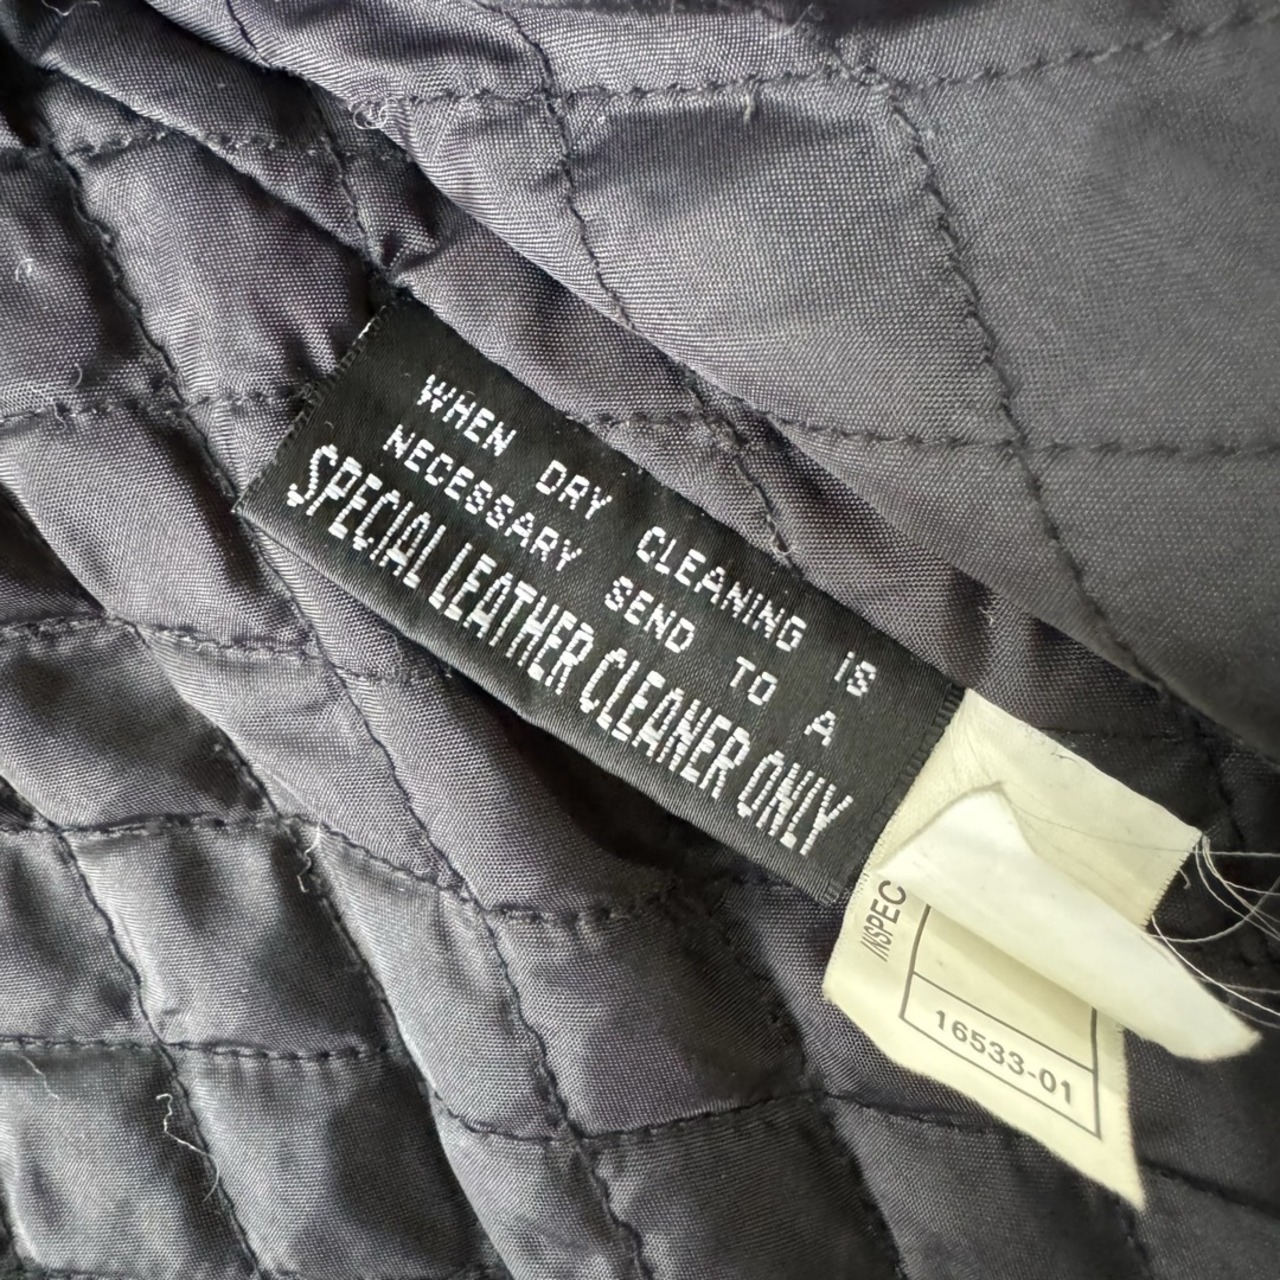 WHEN DRY CLEANING IS
NECESSARY SEND TO A
SPECIAL LEATHER CLEANER ONLY
INSPEC
16533-01